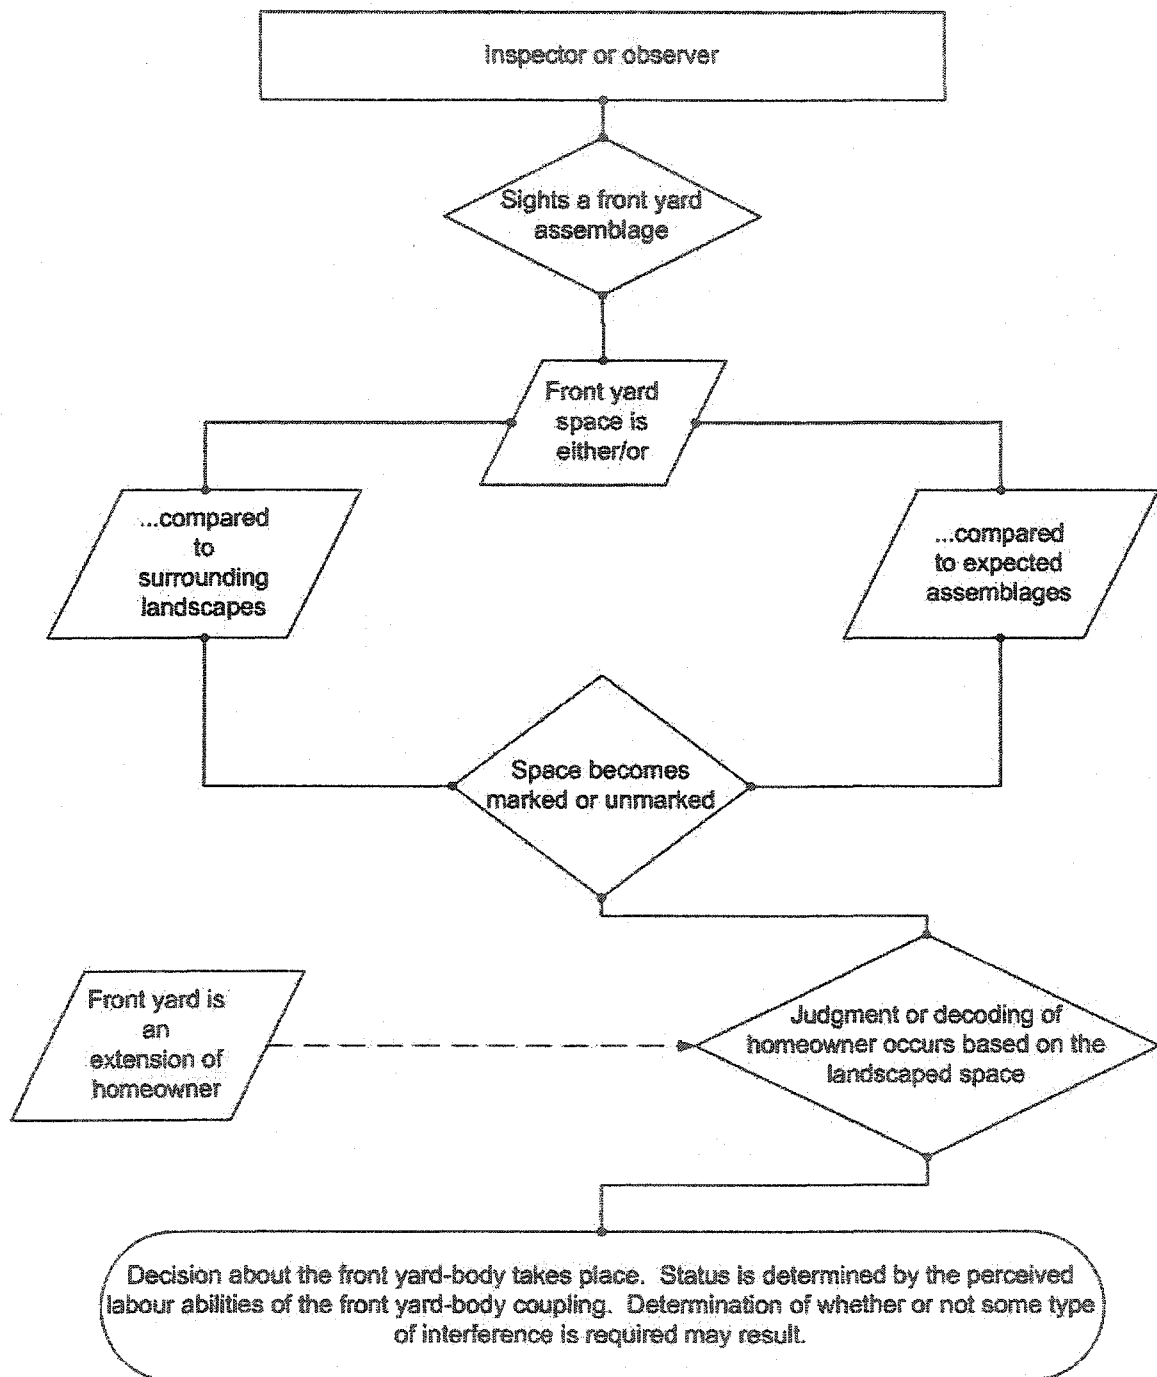 Inspector or observer
Sights a front yard
assemblage
Front yard
space is
either/or
...compared
to
surrounding
landscapes
...compared
to expected
assemblages
Space becomes
marked or unmarked
Front yard is
an
extension of
homeowner
Judgment or decoding of
homeowner occurs based on the
landscaped space
Decision about the front yard-body takes place. Status is determined by the perceived
labour abilities of the front yard-body coupling. Determination of whether or not some type
of interference is required may result.